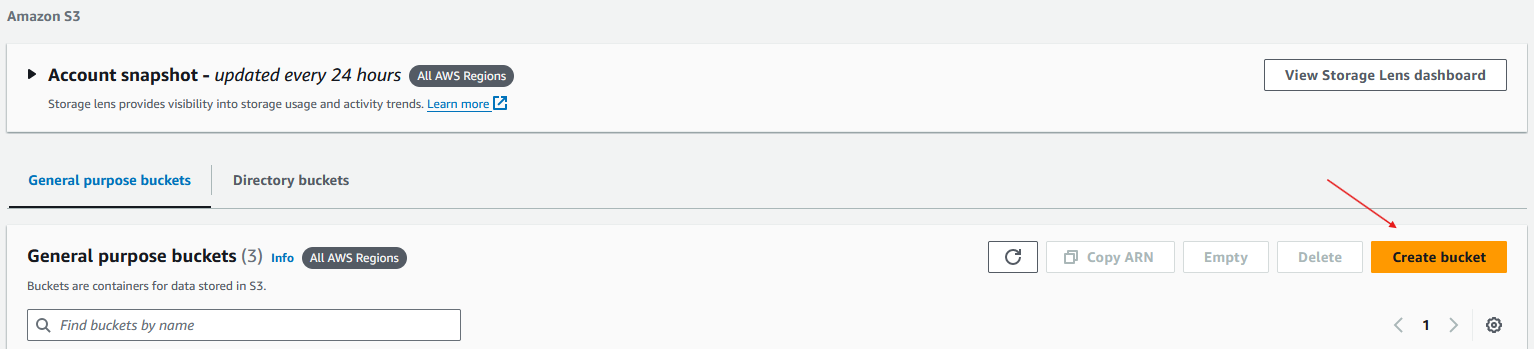 Amazon S3
Account snapshot - updated every 24 hours All AWS Regions
View Storage Lens dashboard
Storage lens provides visibility into storage usage and activity trends. Learn more
General purpose buckets
Directory buckets
General purpose buckets (3) Info All AWS Regions
Copy ARN
Empty
Delete
Create bucket
Buckets are containers for data stored in S3.
Find buckets by name
1